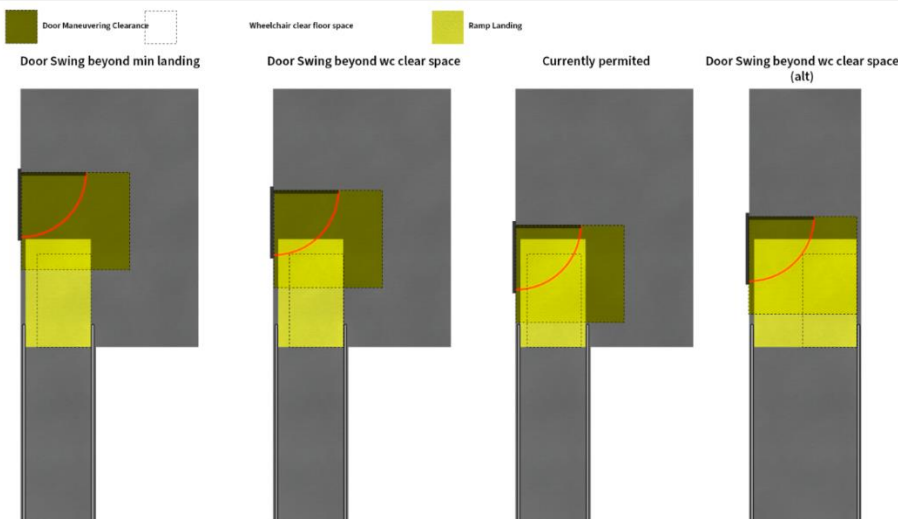 Door Maneuvering Clearance
Wheelchair clear floor space
Ramp Landing
Door Swing beyond min landing
Door Swing beyond wc clear space
Currently permited
Door Swing beyond wc clear space
(alt)